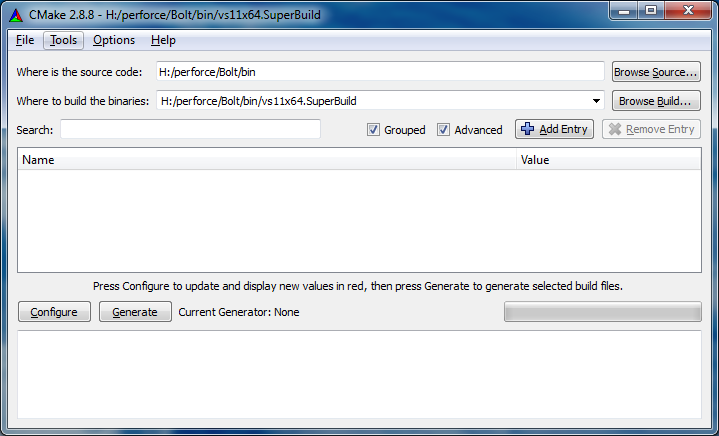 CMake 2.8.8 - H:/perforce/Bolt/bin/vs11x64.SuperBuild
File Tools Options Help
Where is the source code: H:/perforce/Bolt/bin Browse Source...
Where to build the binaries: H:/perforce/Bolt/bin/vs11x64.SuperBuild Browse Build...
Search: Grouped Advanced Add Entry Remove Entry
Name Value
Press Configure to update and display new values in red, then press Generate to generate selected build files.
Configure Generate Current Generator: None